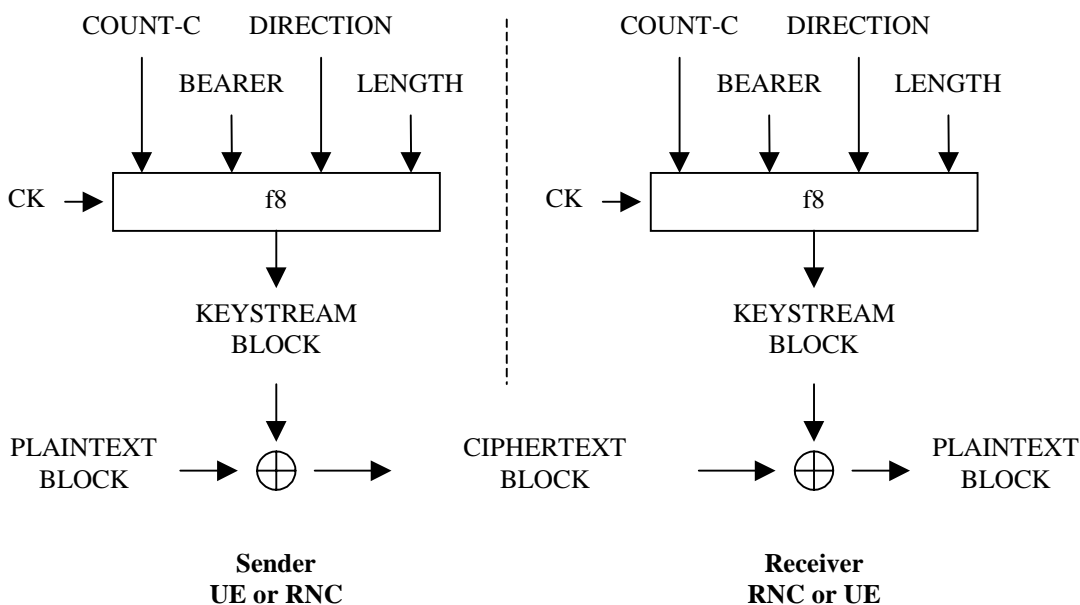 COUNT-C DIRECTION COUNT-C DIRECTION
BEARER LENGTH BEARER LENGTH
CK f8 CK f8
KEYSTREAM BLOCK KEYSTREAM BLOCK
PLAINTEXT BLOCK CIPHERTEXT BLOCK PLAINTEXT BLOCK
Sender Receiver
UE or RNC RNC or UE